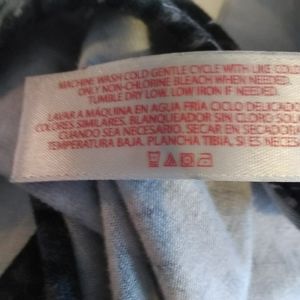 MACHINE WASH COLD GENTLE CYCLE WITH LIKE COLO
ONLY NON-CHLORINE BLEACH WHEN NEEDED.
TUMBLE DRY LOW. LOW IRON IF NEEDED.
LAVAR A MÁQUINA EN AGUA FRÍA CICLO DELICADO
COLORES SIMILARES. BLANQUEADOR SIN CLORO SOLO
CUANDO SEA NECESARIO. SECAR EN SECADORA
TEMPERATURA BAJA. PLANCHA TIBIA, SI ES NECESA